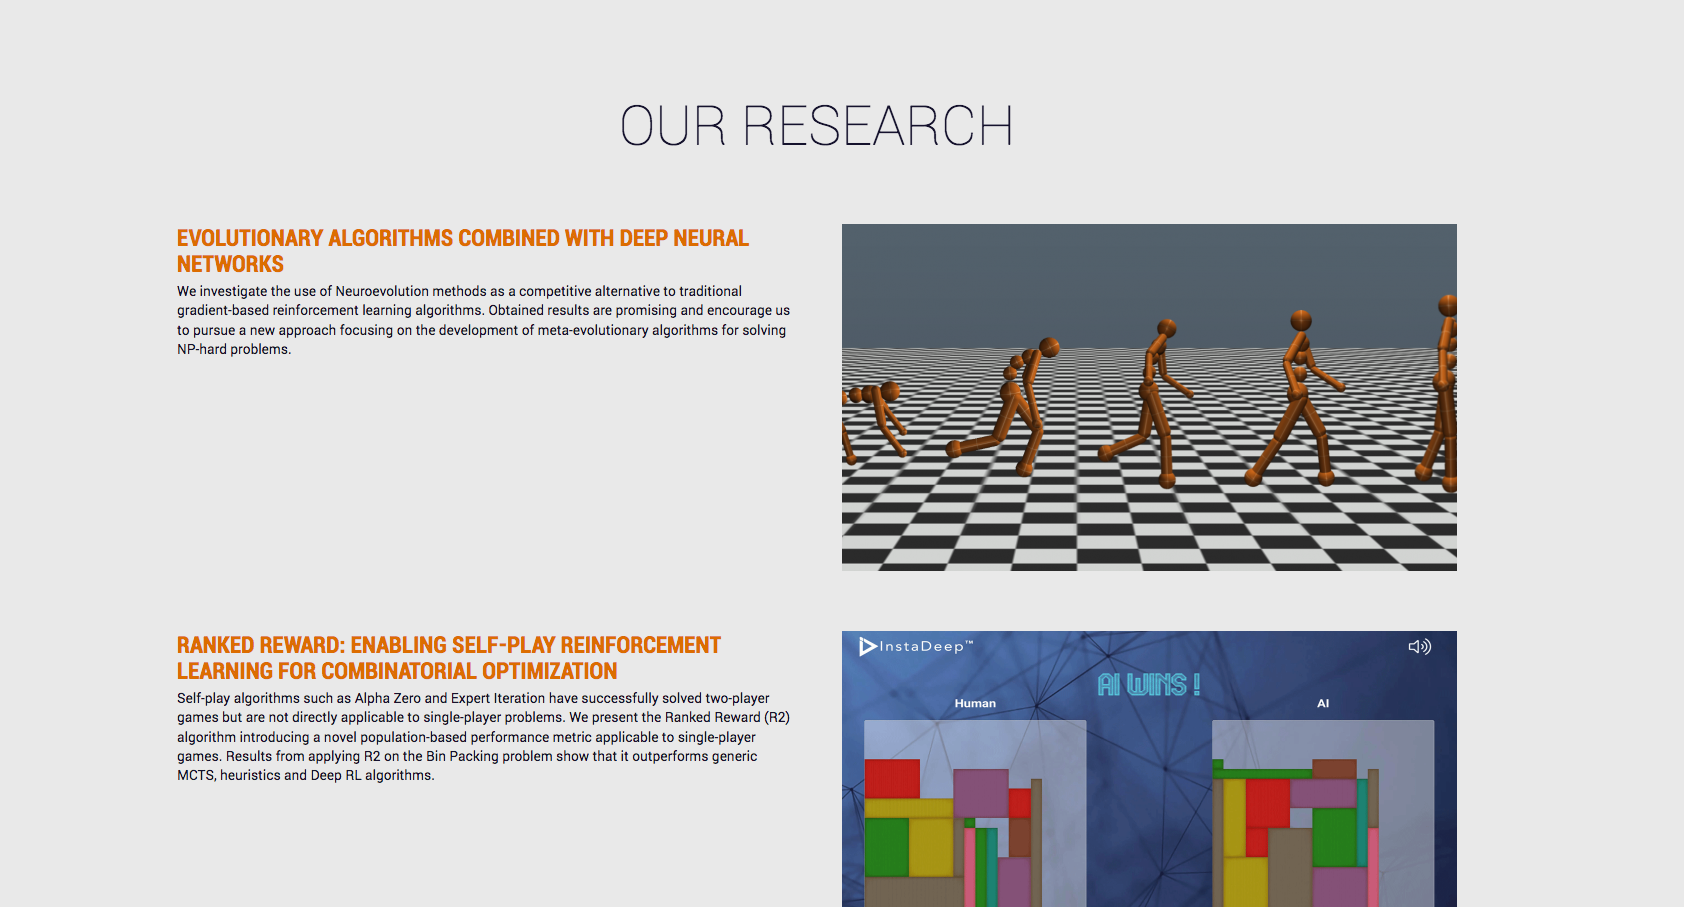 OUR RESEARCH
EVOLUTIONARY ALGORITHMS COMBINED WITH DEEP NEURAL
NETWORKS
We investigate the use of Neuroevolution methods as a competitive alternative to traditional
gradient-based reinforcement learning algorithms. Obtained results are promising and encourage us
to pursue a new approach focusing on the development of meta-evolutionary algorithms for solving
NP-hard problems.
RANKED REWARD: ENABLING SELF-PLAY REINFORCEMENT
LEARNING FOR COMBINATORIAL OPTIMIZATION
Self-play algorithms such as Alpha Zero and Expert Iteration have successfully solved two-player
games but are not directly applicable to single-player problems. We present the Ranked Reward (R2)
algorithm introducing a novel population-based performance metric applicable to single-player
games. Results from applying R2 on the Bin Packing problem show that it outperforms generic
MCTS, heuristics and Deep RL algorithms.
InstaDeep™
AI WINS !
Human
AI